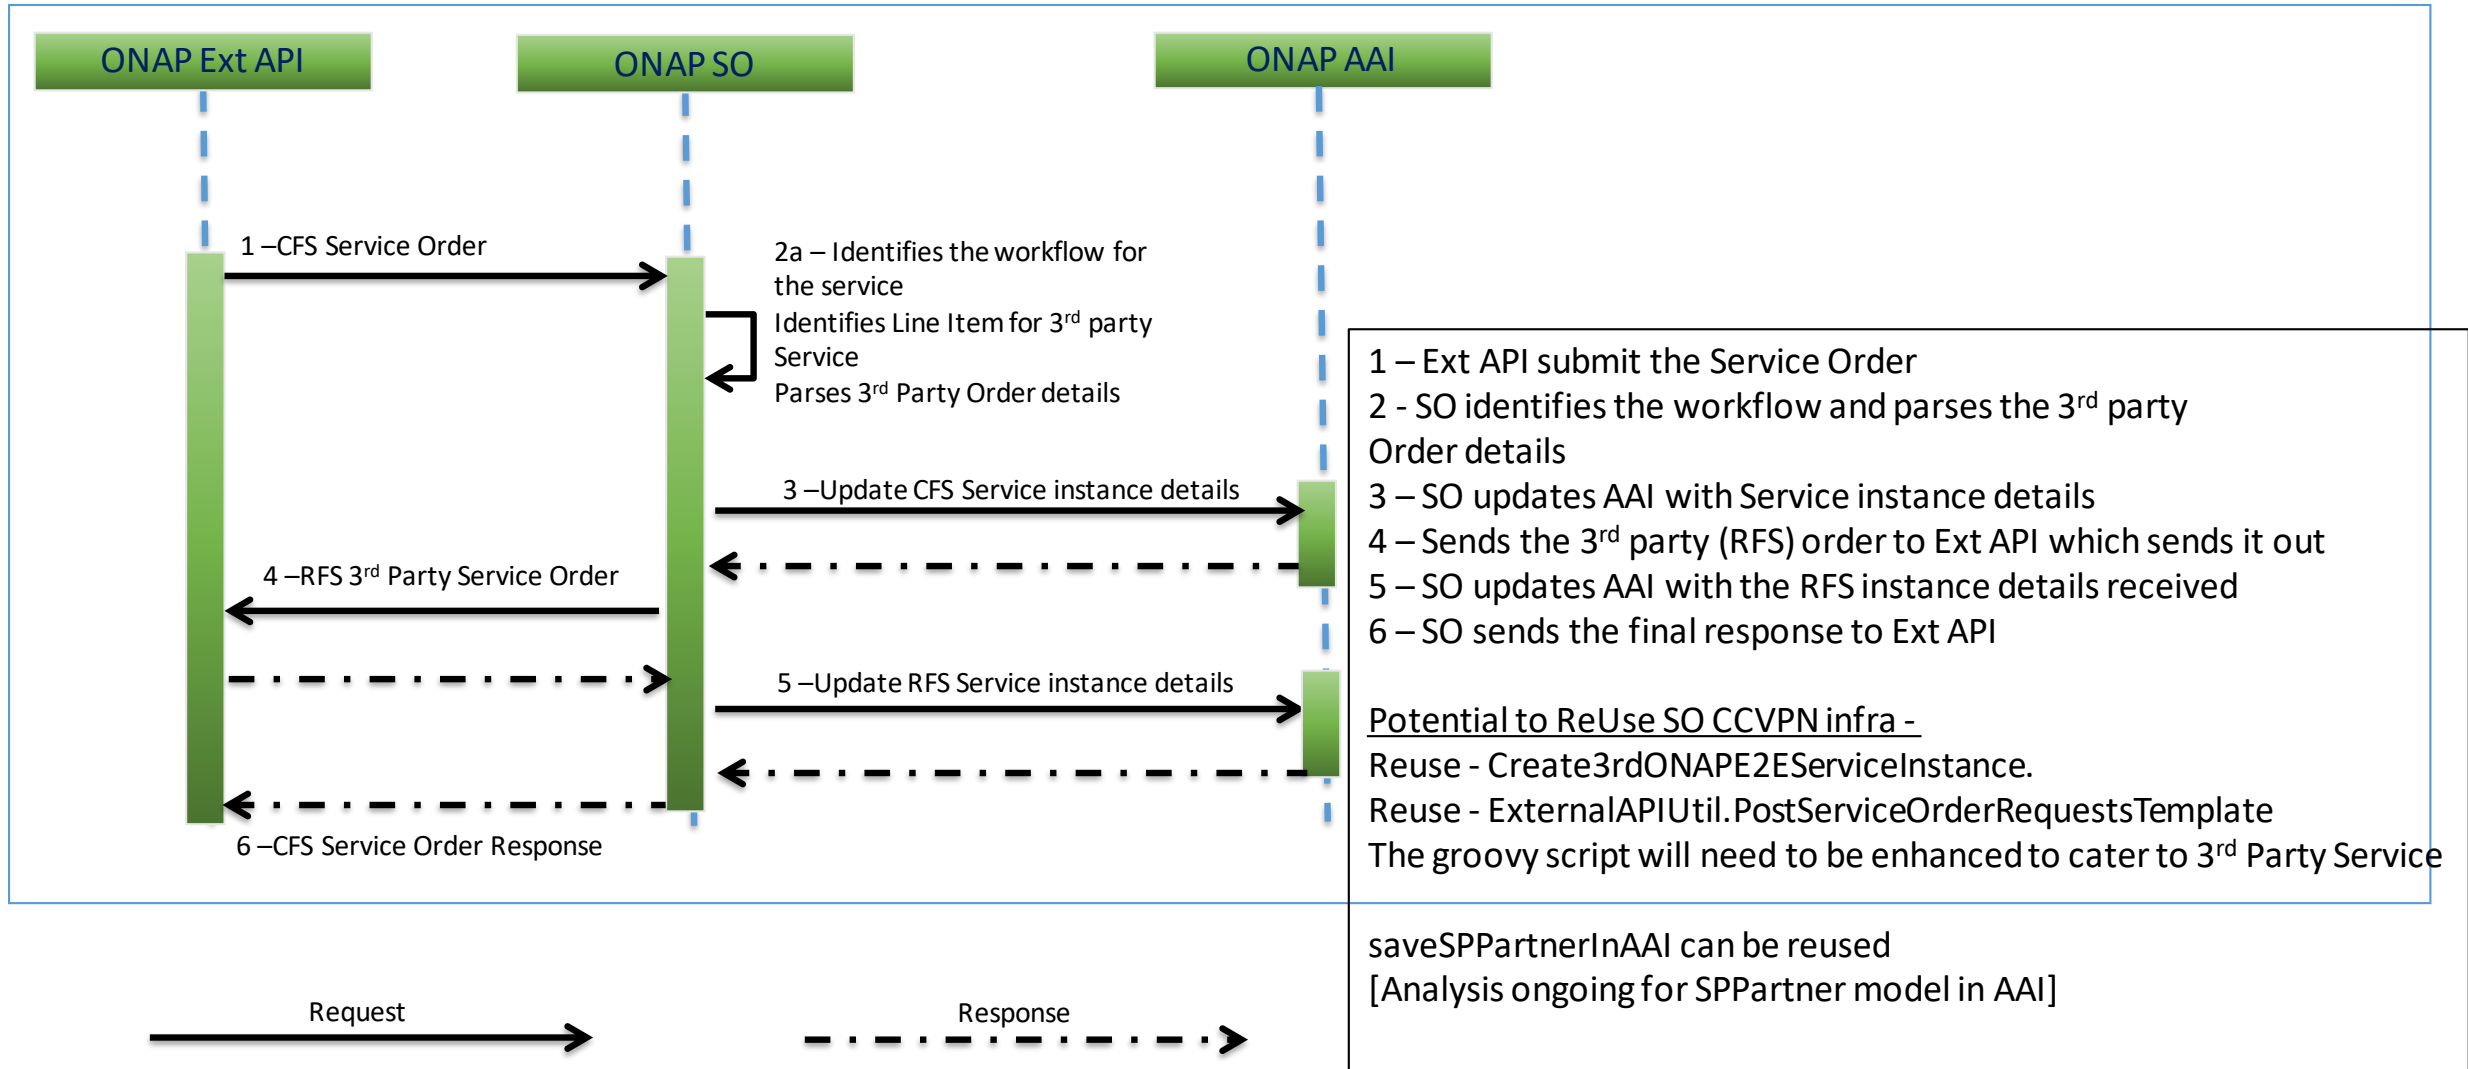 ONAP Ext API
ONAP SO
ONAP AAI
1 –CFS Service Order
2a – Identifies the workflow for
the service
Identifies Line Item for 3rd party
Service
Parses 3rd Party Order details
3 –Update CFS Service instance details
4 –RFS 3rd Party Service Order
5 –Update RFS Service instance details
6 –CFS Service Order Response
1 – Ext API submit the Service Order
2 - SO identifies the workflow and parses the 3rd party
Order details
3 – SO updates AAI with Service instance details
4 – Sends the 3rd party (RFS) order to Ext API which sends it out
5 – SO updates AAI with the RFS instance details received
6 – SO sends the final response to Ext API
Potential to ReUse SO CCVPN infra -
Reuse - Create3rdONAPE2EServiceInstance.
Reuse - ExternalAPIUtil.PostServiceOrderRequestsTemplate
The groovy script will need to be enhanced to cater to 3rd Party Service
saveSPPartnerInAAI can be reused
[Analysis ongoing for SPPartner model in AAI]
Request
Response